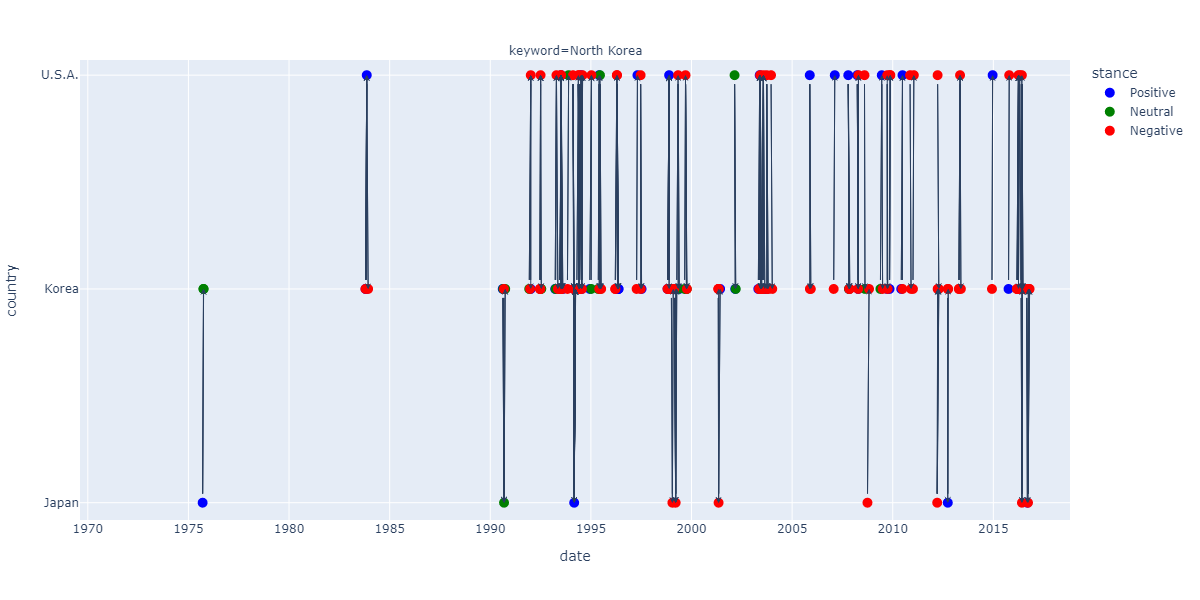 keyword=North Korea
U.S.A.
Korea
Japan
country
1970
1975
1980
1985
1990
1995
2000
2005
2010
2015
date
stance
Positive
Neutral
Negative